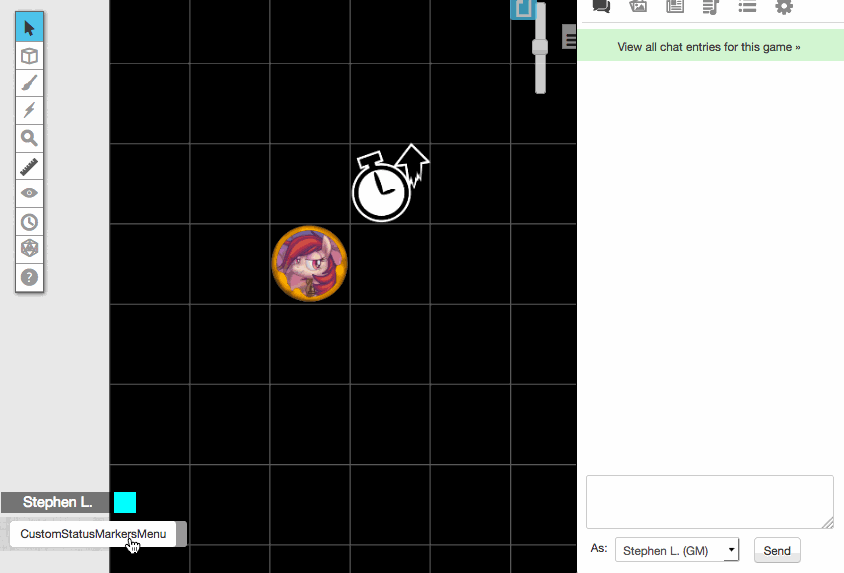 View all chat entries for this game »
Stephen L.
CustomStatusMarkersMenu
As:
Stephen L. (GM)
Send
?